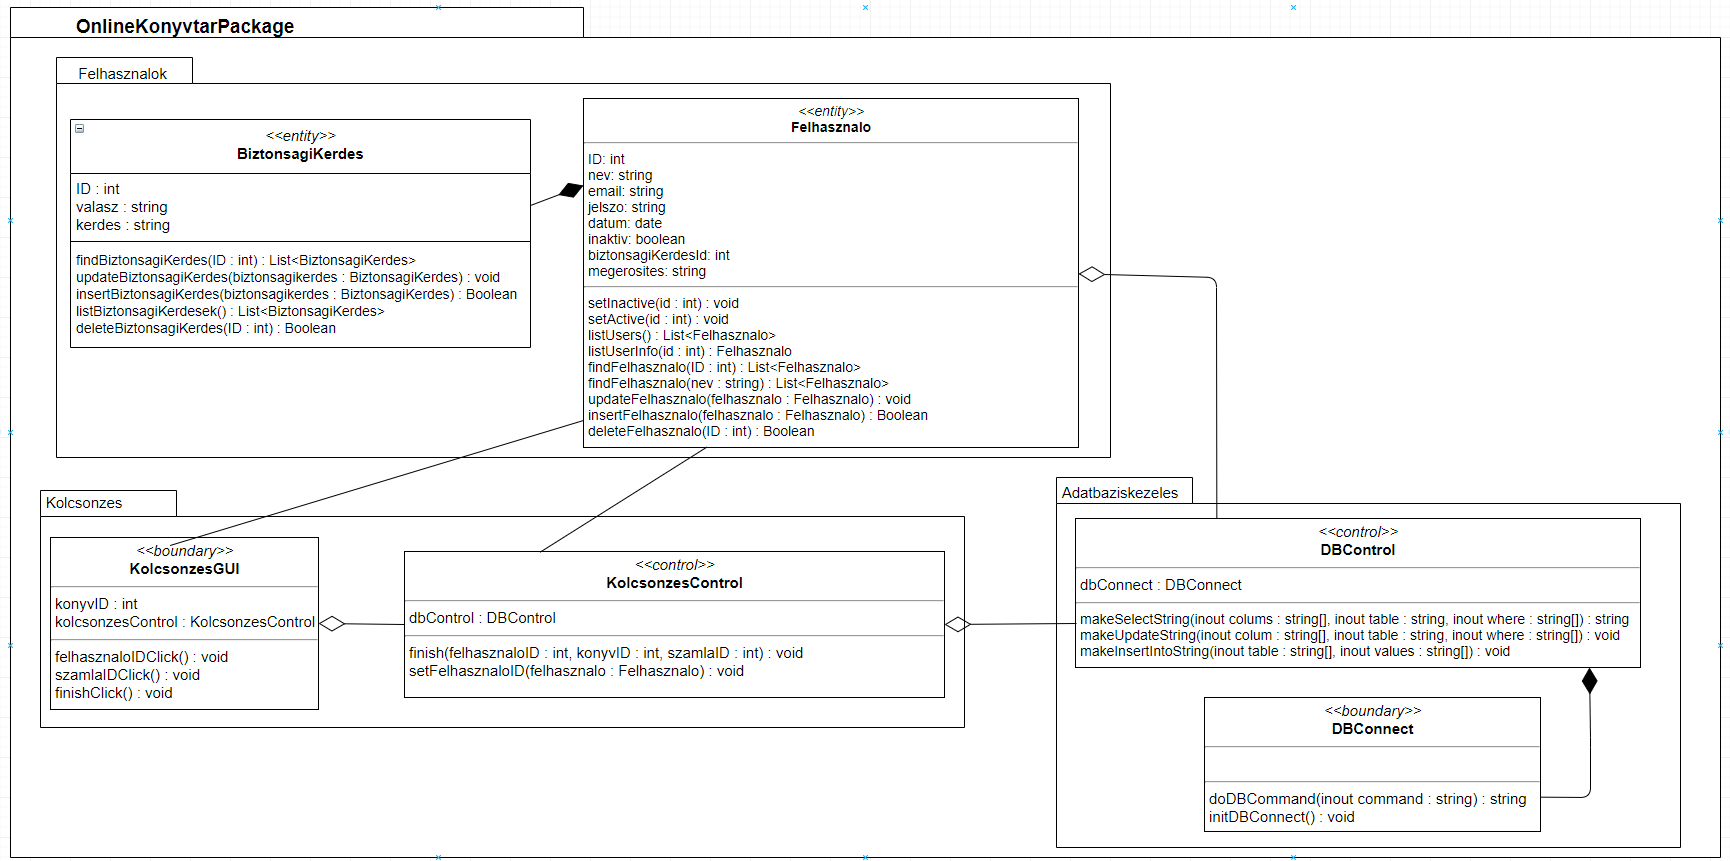 OnlineKonyvtarPackage
Felhasznalok
<<entity>>
BiztonsagiKerdes
ID : int
valasz : string
kerdes : string
findBiztonsagiKerdes(ID : int) : List<BiztonsagiKerdes>
updateBiztonsagiKerdes(biztonsagikerdes : BiztonsagiKerdes) : void
insertBiztonsagiKerdes(biztonsagikerdes : BiztonsagiKerdes) : Boolean
listBiztonsagiKerdesek() : List<BiztonsagiKerdes>
deleteBiztonsagiKerdes(ID : int) : Boolean
<<entity>>
Felhasznalo
ID: int
nev: string
email: string
jelszo: string
datum: date
inaktiv: boolean
biztonsagiKerdesId: int
megerosites: string
setInactive(id : int) : void
setActive(id : int) : void
listUsers() : List<Felhasznalo>
listUserInfo(id : int) : Felhasznalo
findFelhasznalo(ID : int) : List<Felhasznalo>
findFelhasznalo(nev : string) : List<Felhasznalo>
updateFelhasznalo(felhasznalo : Felhasznalo) : void
insertFelhasznalo(felhasznalo : Felhasznalo) : Boolean
deleteFelhasznalo(ID : int) : Boolean
Kolcsonzes
<<boundary>>
KolcsonzesGUI
konyvID : int
kolcsonzesControl : KolcsonzesControl
felhasznaloIDClick() : void
szamlaIDClick() : void
finishClick() : void
<<control>>
KolcsonzesControl
dbControl : DBControl
finish(felhasznaloID : int, konyvID : int, szamlaID : int) : void
setFelhasznaloID(felhasznalo : Felhasznalo) : void
Adatbaziskezeles
<<control>>
DBControl
dbConnect : DBConnect
makeSelectString(inout colums : string[], inout table : string, inout where : string[]) : string
makeUpdateString(inout colum : string[], inout table : string, inout where : string[]) : void
makeInsertIntoString(inout table : string[], inout values : string[]) : void
<<boundary>>
DBConnect
doDBCommand(inout command : string) : string
initDBConnect() : void